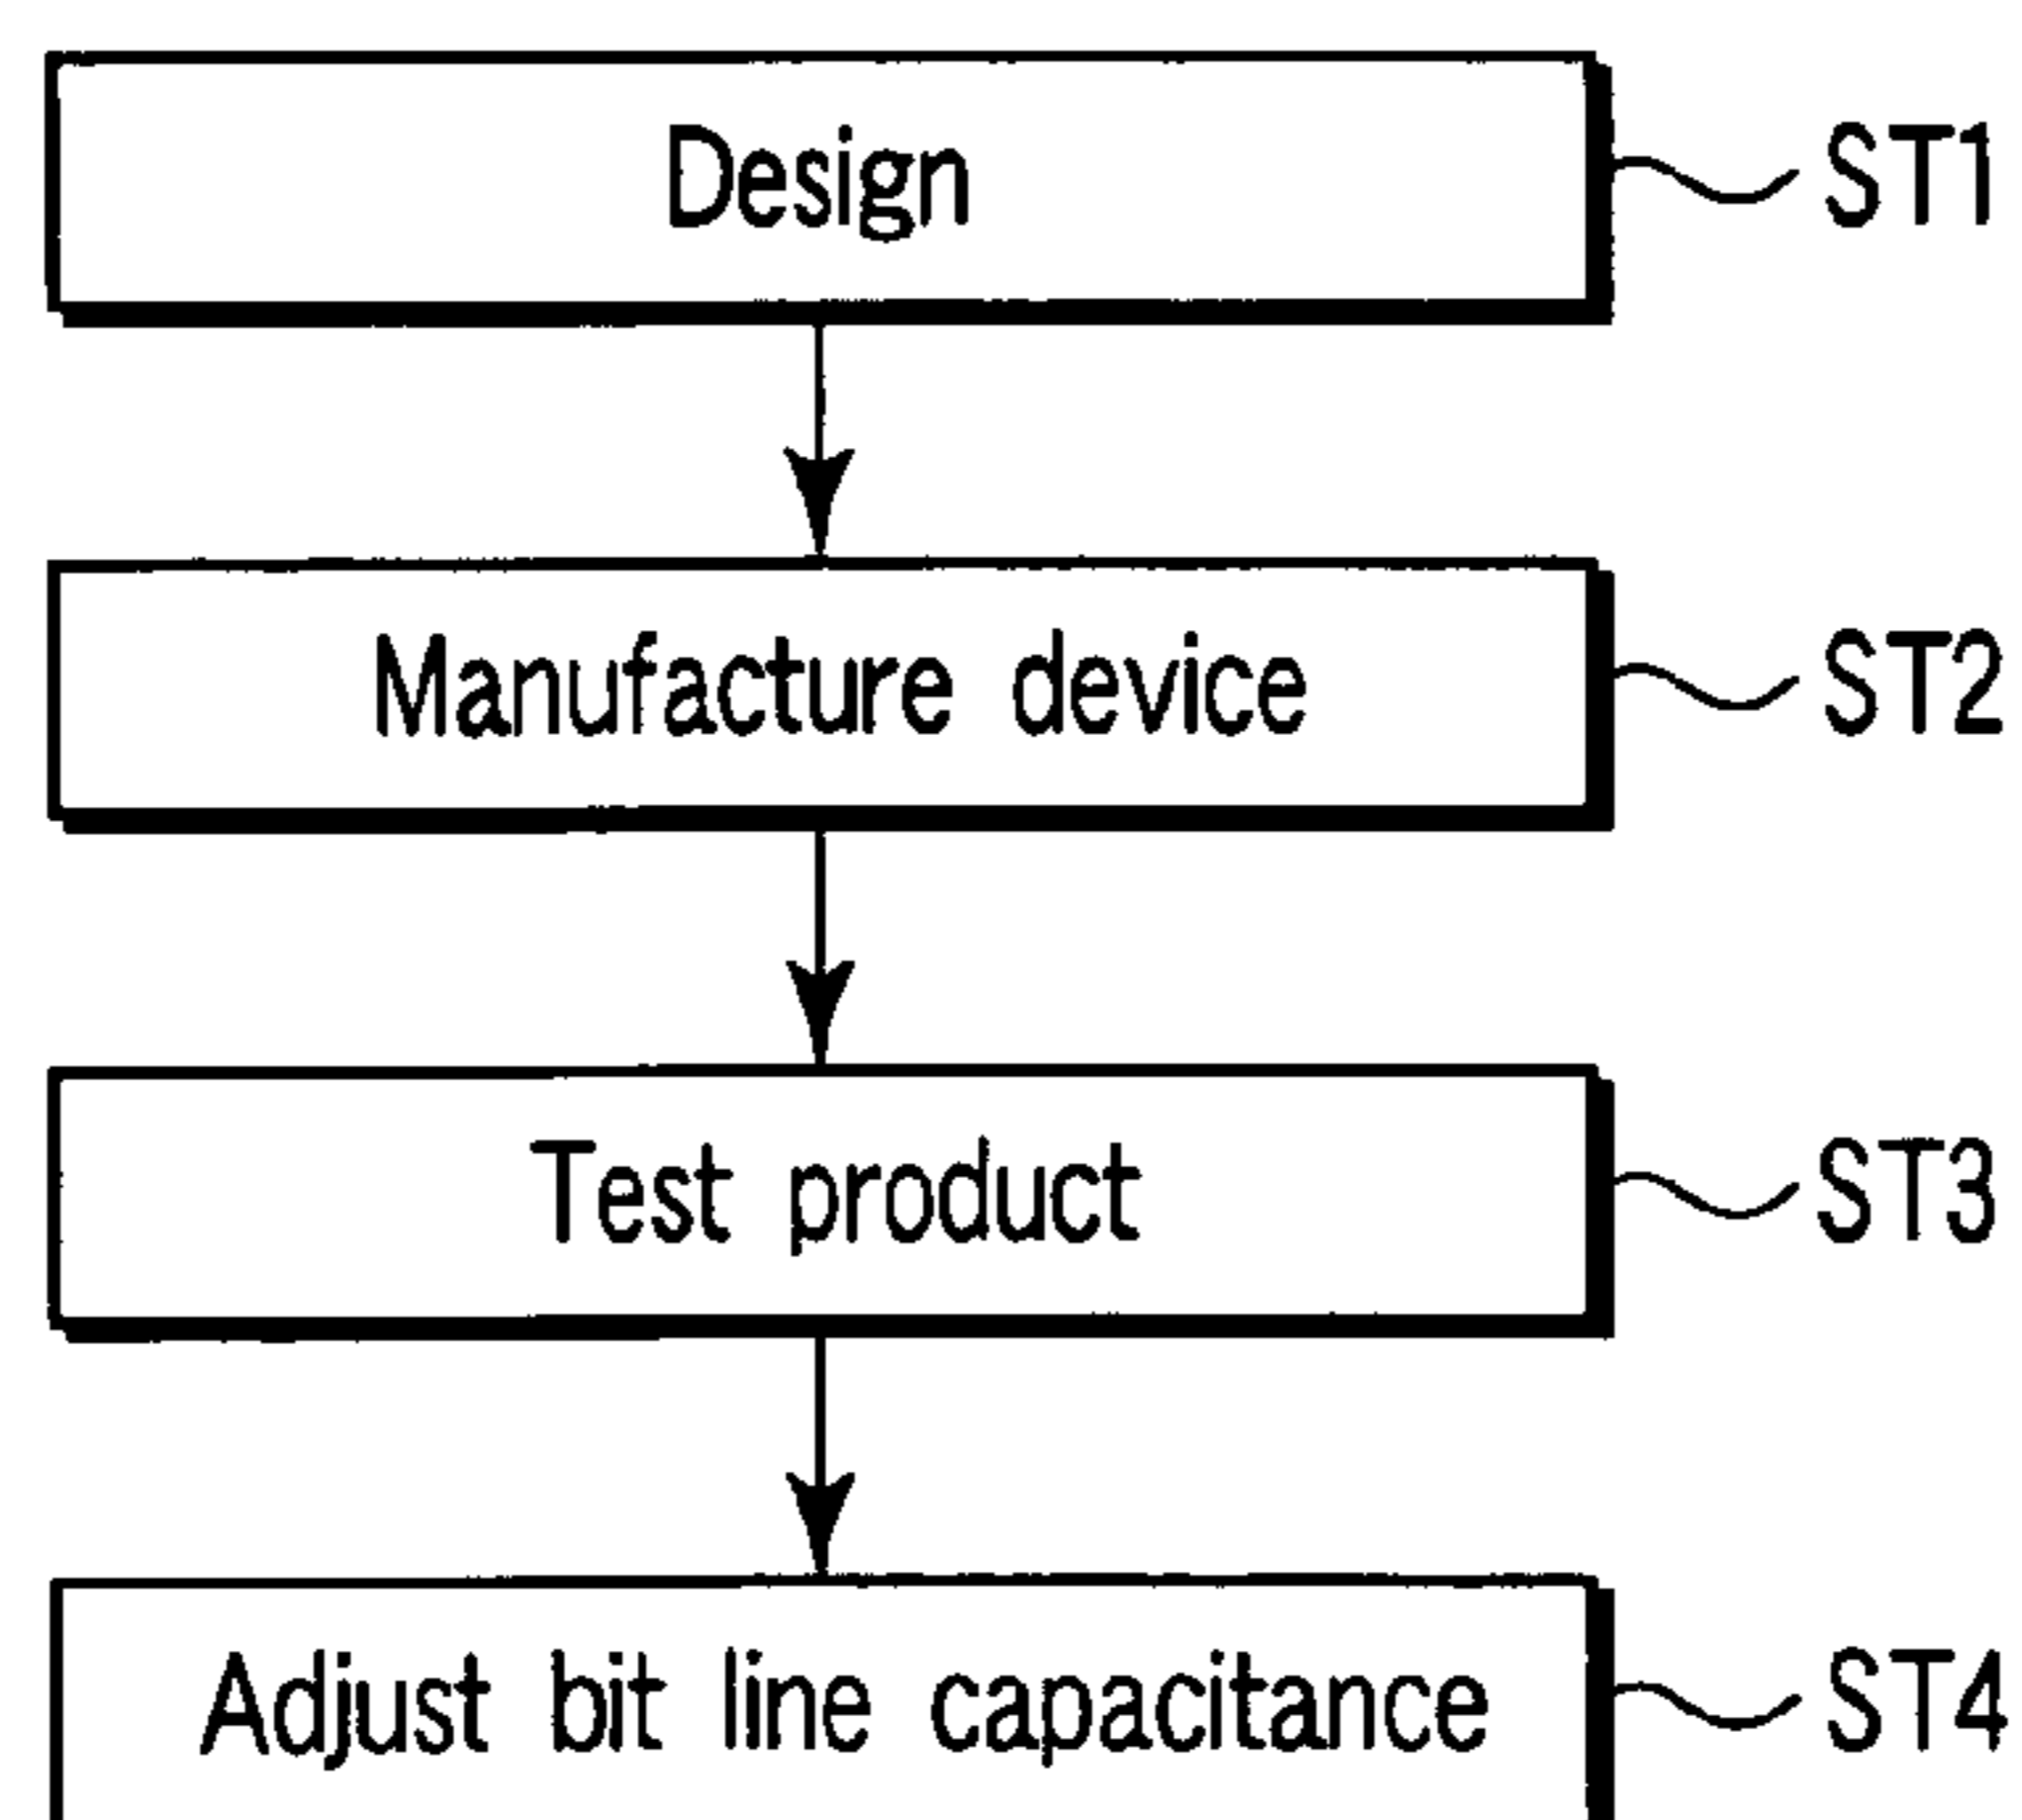 Design ST1
Manufacture device ST2
Test product ST3
Adjust bit line capacitance ST4